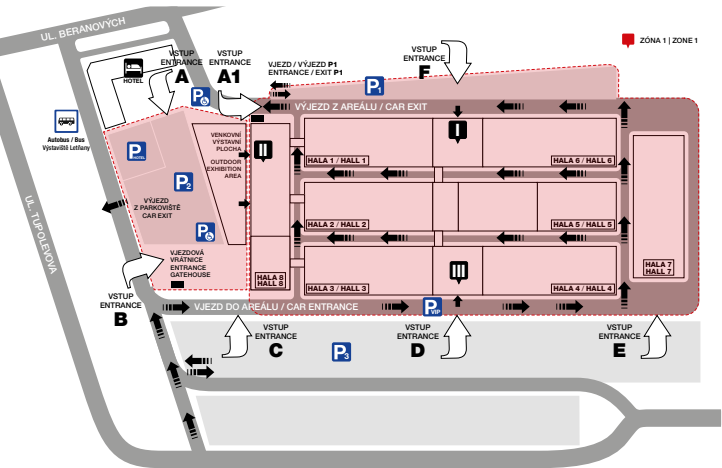 UL. BERANOVÝCH
HOTEL
VSTUP
ENTRANCE
A
VSTUP
ENTRANCE
A1
VJEZD / VÝJEZD P1
ENTRANCE / EXIT P1
P1
VSTUP
ENTRANCE
F
ZÓNA 1 | ZONE 1
Autobus / Bus
Výstaviště Letňany
P
VÝJEZD Z AREÁLU / CAR EXIT
VENKOVNÍ
VÝSTAVNÍ
PLOCHA
OUTDOOR
EXHIBITION
AREA
II
I
P HOTEL
P2
HALA 1 / HALL 1
HALA 6 / HALL 6
VÝJEZD
Z PARKOVIŠTĚ
CAR EXIT
P
HALA 2 / HALL 2
HALA 5 / HALL 5
UL. TUPOLEVOVA
VJEZDOVÁ
VRÁTNICE
ENTRANCE
GATEHOUSE
HALA 8
HALL 8
III
HALA 3 / HALL 3
HALA 4 / HALL 4
HALA 7
HALL 7
VSTUP
ENTRANCE
B
VJEZD DO AREÁLU / CAR ENTRANCE
P VIP
VSTUP
ENTRANCE
C
P3
VSTUP
ENTRANCE
D
VSTUP
ENTRANCE
E